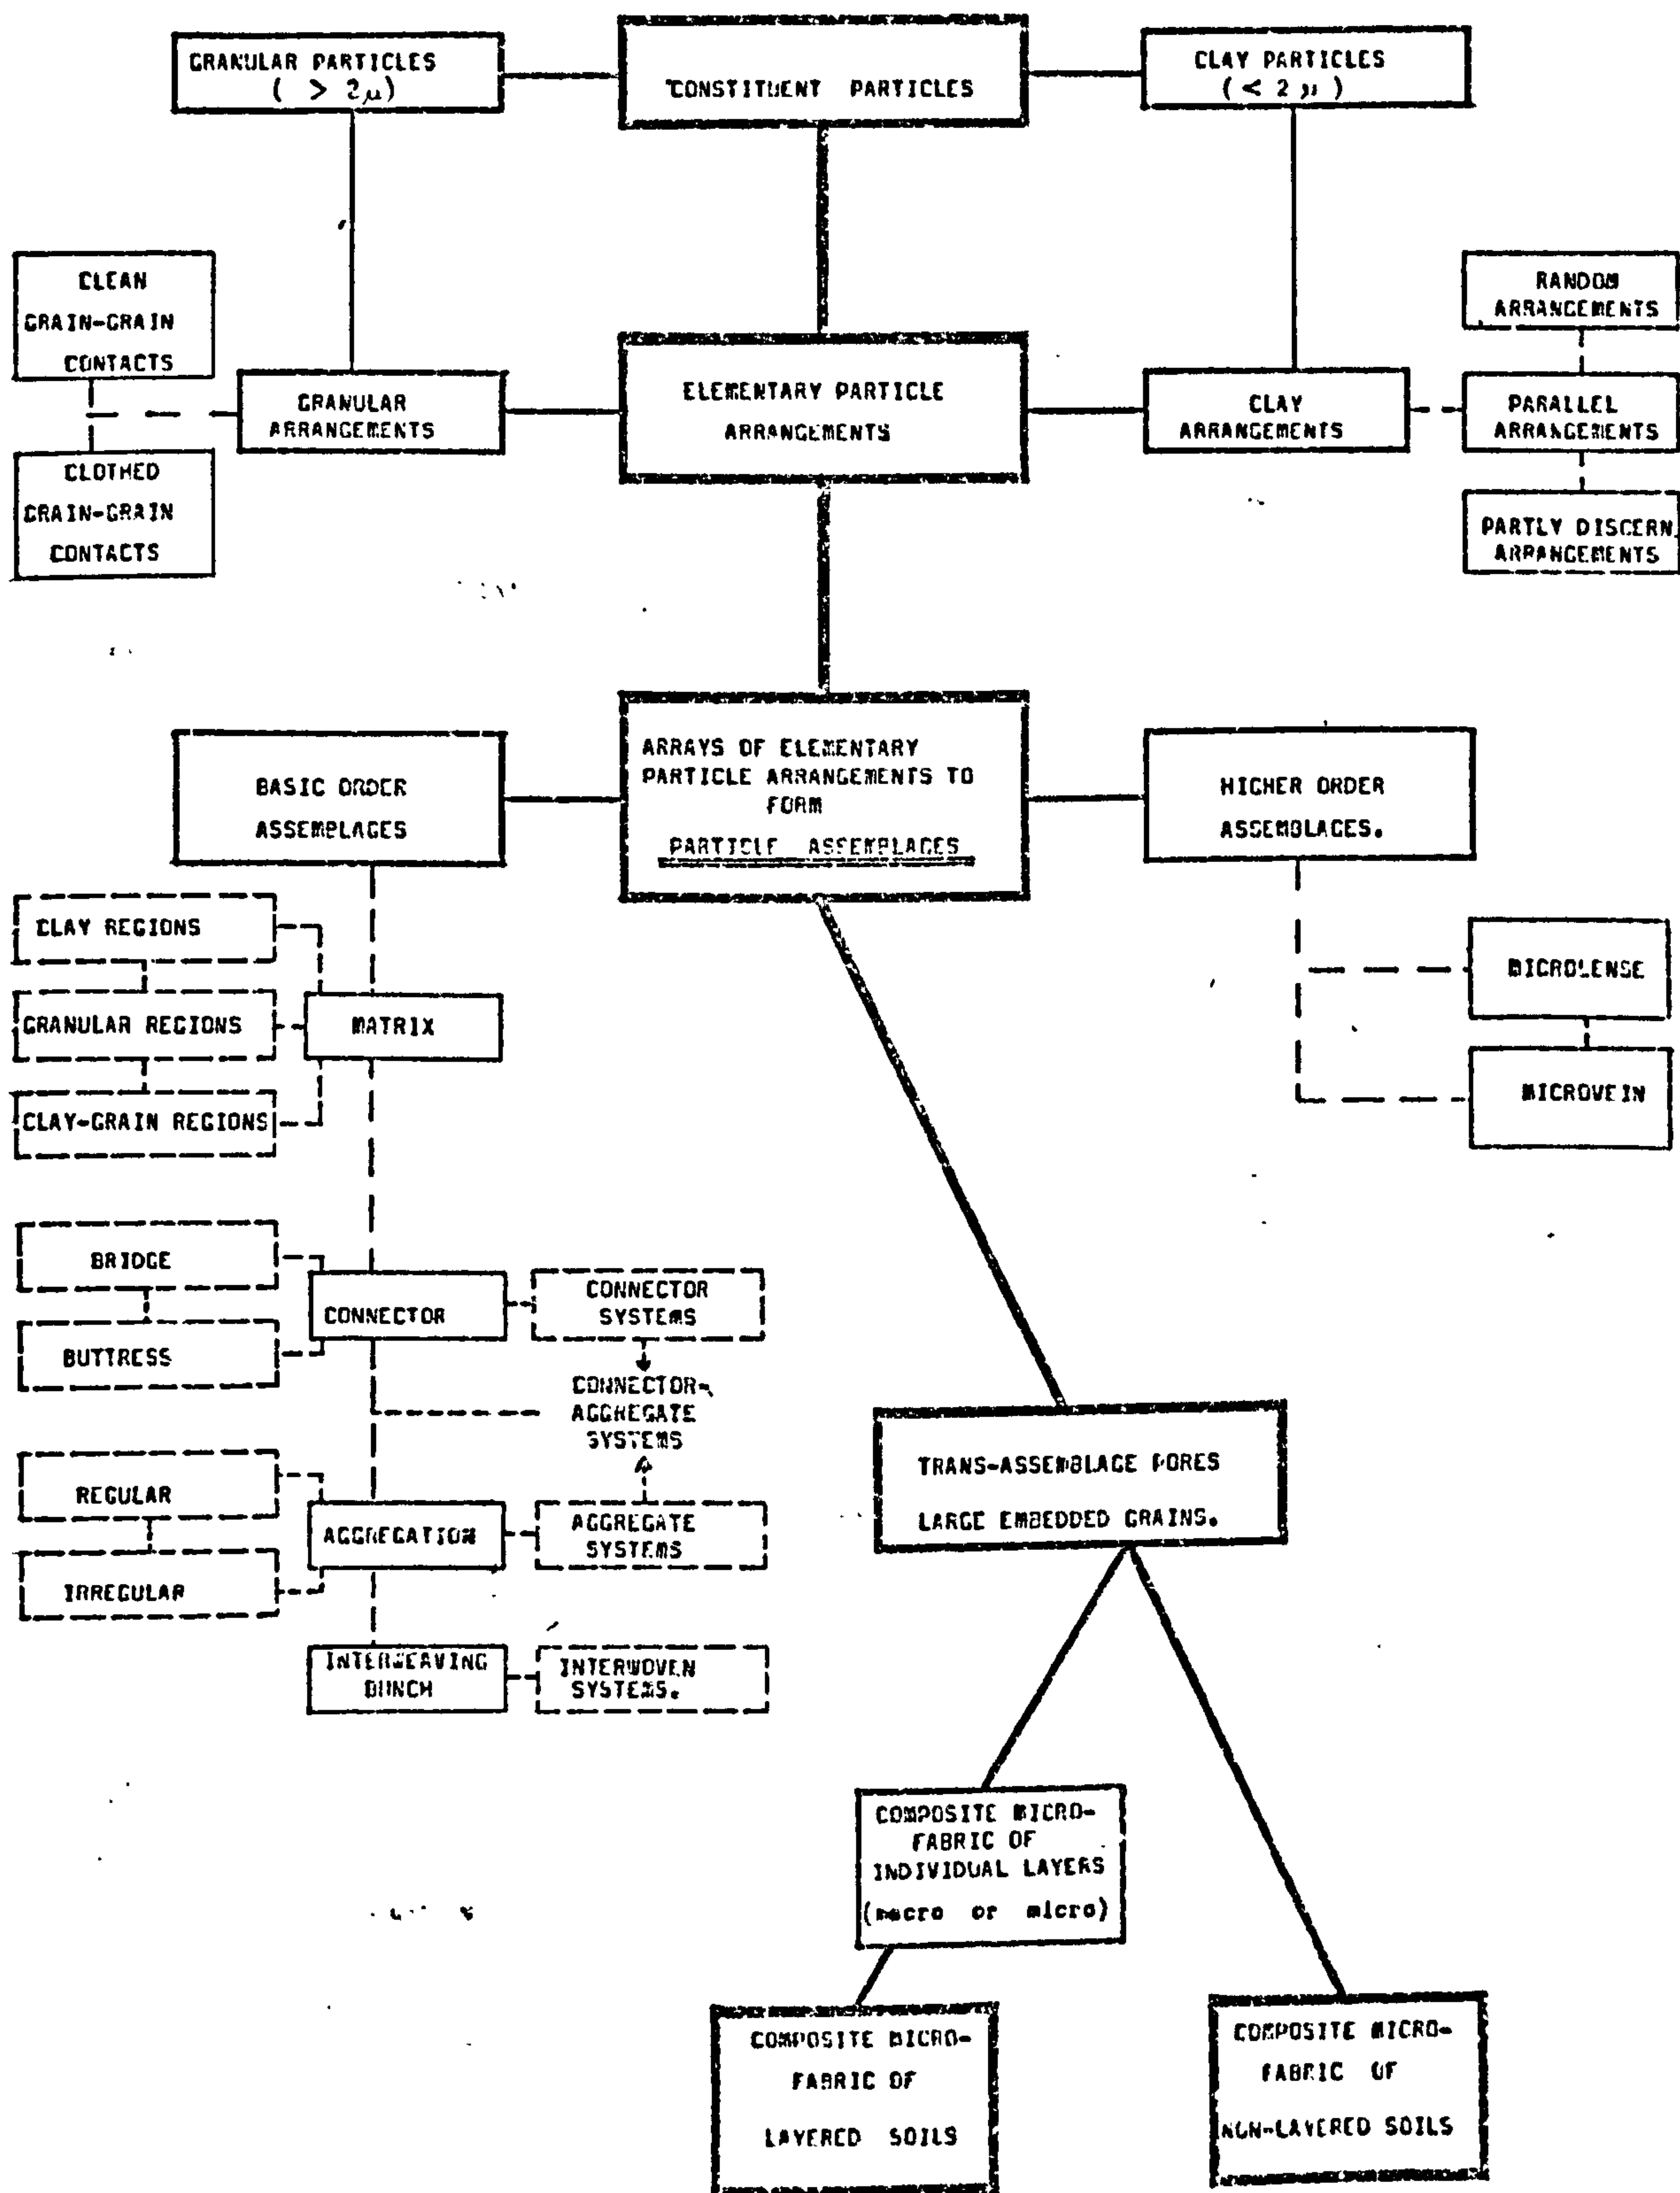 GRANULAR PARTICLES
( > 2μ)
CONSTITUENT PARTICLES
CLAY PARTICLES
( < 2 μ )
CLEAN
GRAIN-GRAIN
CONTACTS
CLOTHED
GRAIN-GRAIN
CONTACTS
GRANULAR
ARRANGEMENTS
ELEMENTARY PARTICLE
ARRANGEMENTS
CLAY
ARRANGEMENTS
RANDOM
ARRANGEMENTS
PARALLEL
ARRANGEMENTS
PARTLY DISCERN
ARRANGEMENTS
BASIC ORDER
ASSEMBLAGES
ARRAYS OF ELEMENTARY
PARTICLE ARRANGEMENTS TO
FORM
PARTICLE ASSEMBLAGES
HIGHER ORDER
ASSEMBLAGES.
CLAY REGIONS
GRANULAR REGIONS
CLAY-GRAIN REGIONS
MATRIX
MICROLENSE
MICROVEIN
BRIDGE
BUTTRESS
CONNECTOR
CONNECTOR
SYSTEMS
CONNECTOR-
AGGREGATE
SYSTEMS
REGULAR
IRREGULAR
AGGREGATION
AGGREGATE
SYSTEMS
INTERWEAVING
BUNCH
INTERWOVEN
SYSTEMS.
TRANS-ASSEMBLAGE PORES
LARGE EMBEDDED GRAINS.
COMPOSITE MICRO-
FABRIC OF
INDIVIDUAL LAYERS
(macro or micro)
COMPOSITE MICRO-
FABRIC OF
LAYERED SOILS
COMPOSITE MICRO-
FABRIC OF
NON-LAYERED SOILS